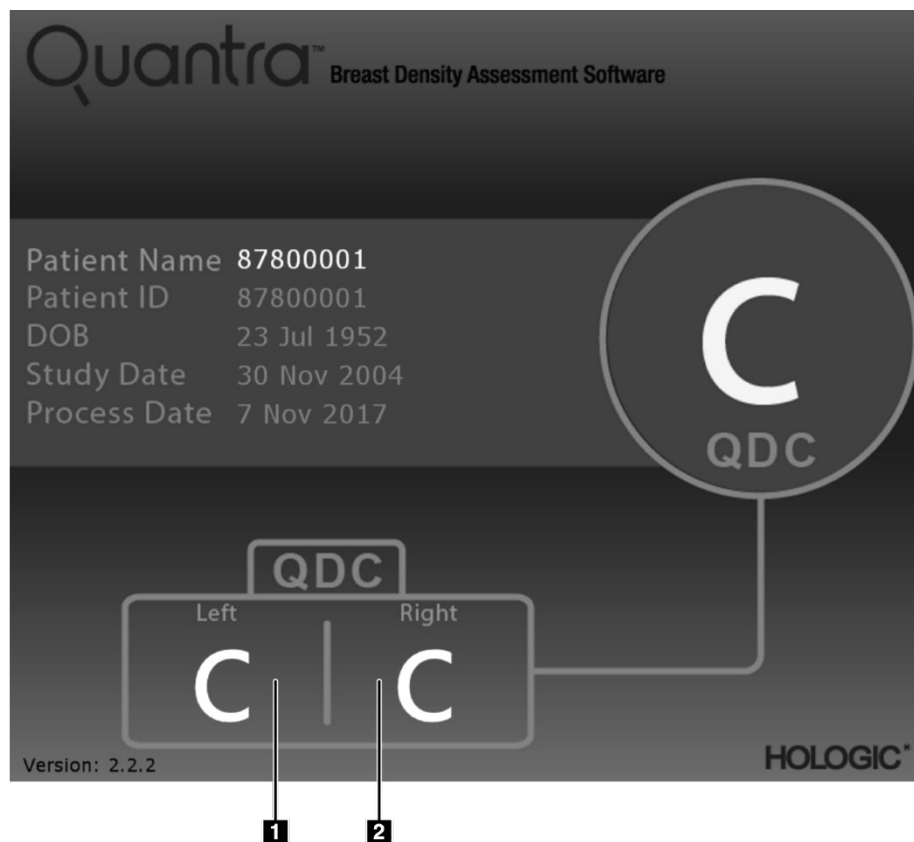 Quantra™ Breast Density Assessment Software
Patient Name 87800001
Patient ID 87800001
DOB 23 Jul 1952
Study Date 30 Nov 2004
Process Date 7 Nov 2017
C
QDC
QDC
Left Right
C C
Version: 2.2.2
HOLOGIC®
1 2